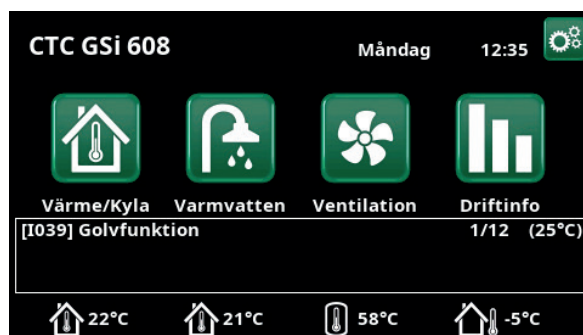 CTC GSi 608 Måndag 12:35
Värme/Kyla Varmvatten Ventilation Driftinfo
[I039] Golvfunktion 1/12 (25°C)
22°C 21°C 58°C -5°C